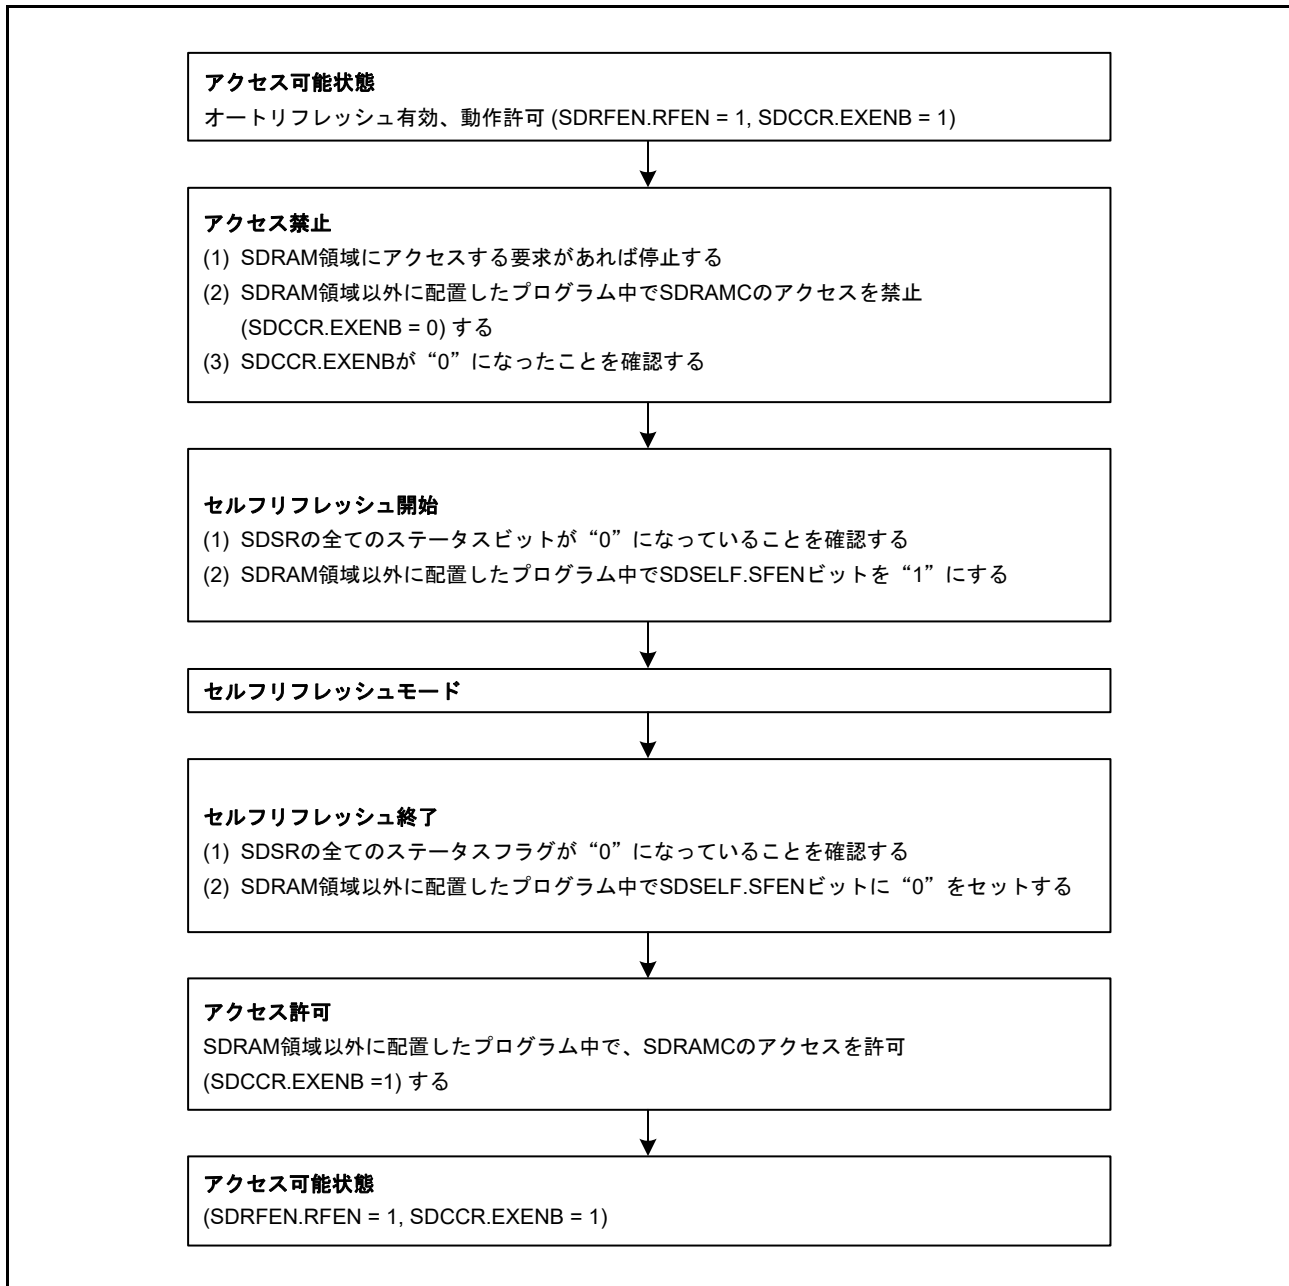 アクセス可能状態
オートリフレッシュ有効、動作許可 (SDRFEN.RFEN = 1, SDCCR.EXENB = 1)
アクセス禁止
(1) SDRAM領域にアクセスする要求があれば停止する
(2) SDRAM領域以外に配置したプログラム中でSDRAMCのアクセスを禁止
(SDCCR.EXENB = 0) する
(3) SDCCR.EXENBが“0”になったことを確認する
セルフリフレッシュ開始
(1) SDSRの全てのステータスビットが“0”になっていることを確認する
(2) SDRAM領域以外に配置したプログラム中でSDSELF.SFENビットを“1”にする
セルフリフレッシュモード
セルフリフレッシュ終了
(1) SDSRの全てのステータスフラグが“0”になっていることを確認する
(2) SDRAM領域以外に配置したプログラム中でSDSELF.SFENビットに“0”をセットする
アクセス許可
SDRAM領域以外に配置したプログラム中で、SDRAMCのアクセスを許可
(SDCCR.EXENB =1) する
アクセス可能状態
(SDRFEN.RFEN = 1, SDCCR.EXENB = 1)